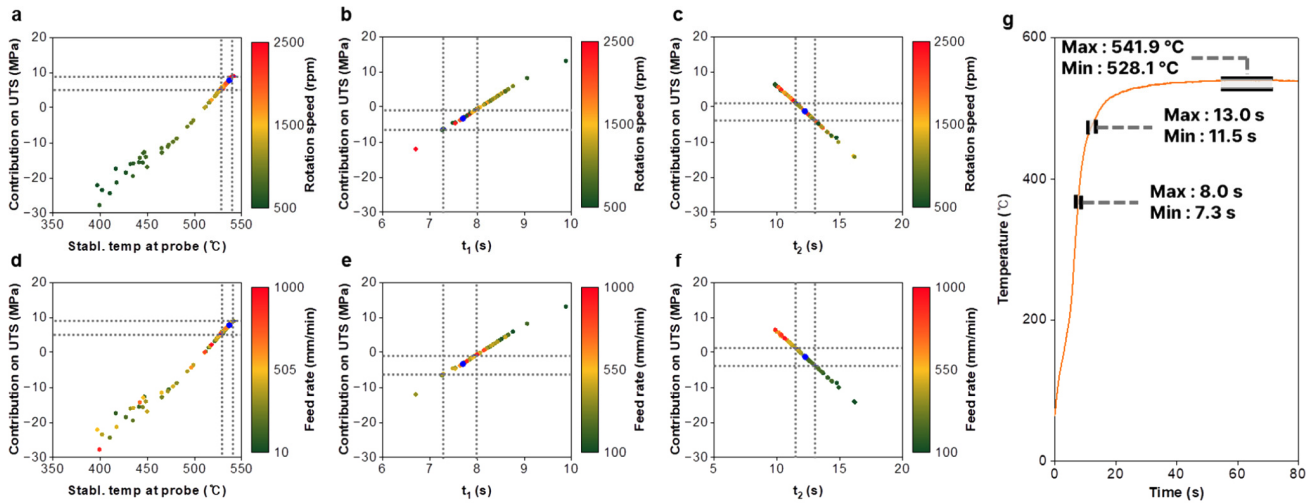 a
Contribution on UTS (MPa)
20
10
0
−10
−20
−30
350
400
450
500
550
Stabl. temp at probe (℃)
2500
1500
500
Rotation speed (rpm)
b
Contribution on UTS (MPa)
20
10
0
−10
−20
−30
6
7
8
9
10
t1 (s)
2500
1500
500
Rotation speed (rpm)
c
Contribution on UTS (MPa)
20
10
0
−10
−20
−30
5
10
15
20
t2 (s)
2500
1500
500
Rotation speed (rpm)
d
Contribution on UTS (MPa)
20
10
0
−10
−20
−30
350
400
450
500
550
Stabl. temp at probe (℃)
1000
505
10
Feed rate (mm/min)
e
Contribution on UTS (MPa)
20
10
0
−10
−20
−30
6
7
8
9
10
t1 (s)
1000
550
100
Feed rate (mm/min)
f
Contribution on UTS (MPa)
20
10
0
−10
−20
−30
5
10
15
20
t2 (s)
1000
550
100
Feed rate (mm/min)
g
Temperature (℃)
600
400
200
0
0
20
40
60
80
Time (s)
Max : 541.9 °C
Min : 528.1 °C
Max : 13.0 s
Min : 11.5 s
Max : 8.0 s
Min : 7.3 s